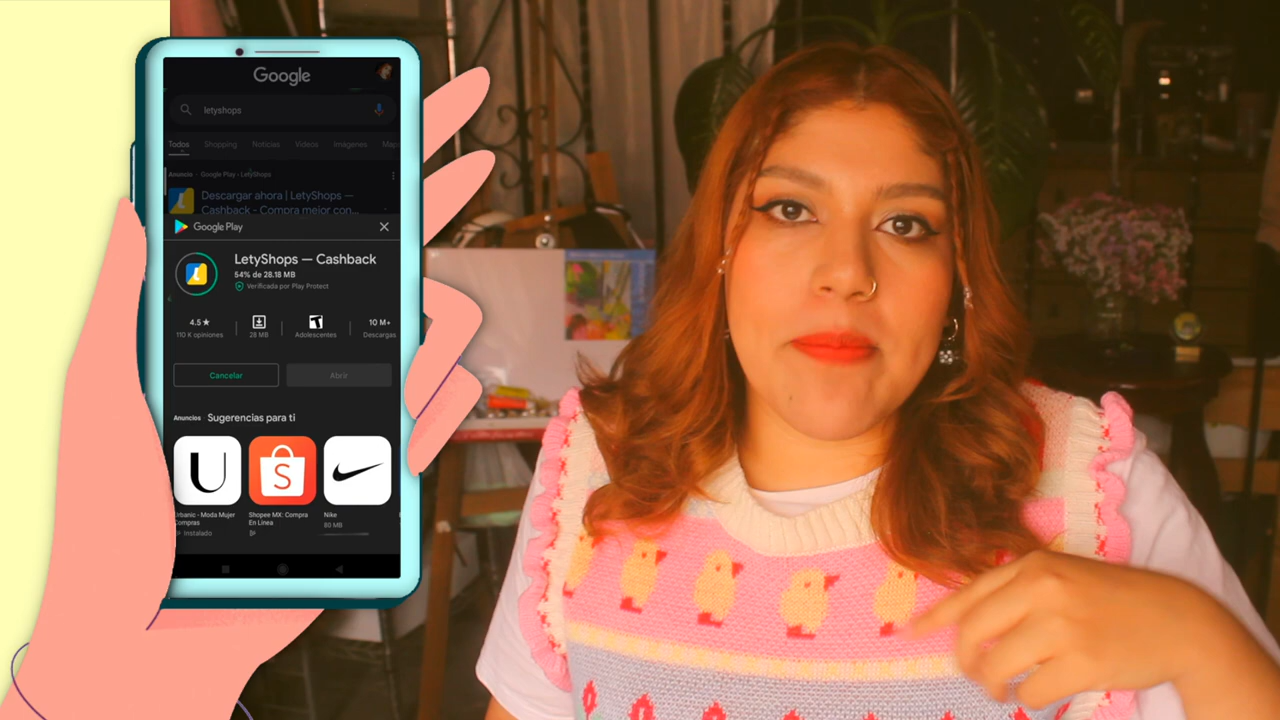 Google
letyshops
Todos Shopping Noticias Videos Imágenes Maps
Anuncio · Google Play · LetyShops
Descargar ahora | LetyShops —
Cashback - Compra mejor con...
Google Play
LetyShops — Cashback
54% de 28.18 MB
Verificada por Play Protect
4.5★ 10 M+
110 K opiniones 28 MB Adolescentes Descargas
Cancelar Abrir
Anuncios · Sugerencias para ti
U S
Urbanic - Moda Mujer Shopee MX: Compra Nike
Compras En Línea 80 MB
Instalado